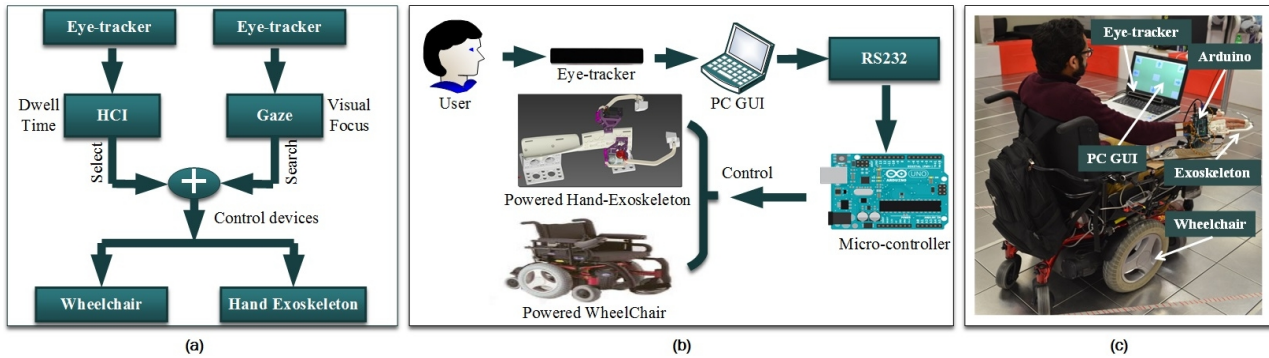 Eye-tracker
Eye-tracker
Dwell
Time
HCI
Gaze
Visual
Focus
Select
Search
+
Control devices
Wheelchair
Hand Exoskeleton
(a)
User
Eye-tracker
PC GUI
RS232
Powered Hand-Exoskeleton
Control
ARDUINO
UNO
Micro-controller
Powered WheelChair
(b)
Eye-tracker
Arduino
PC GUI
Exoskeleton
Wheelchair
(c)